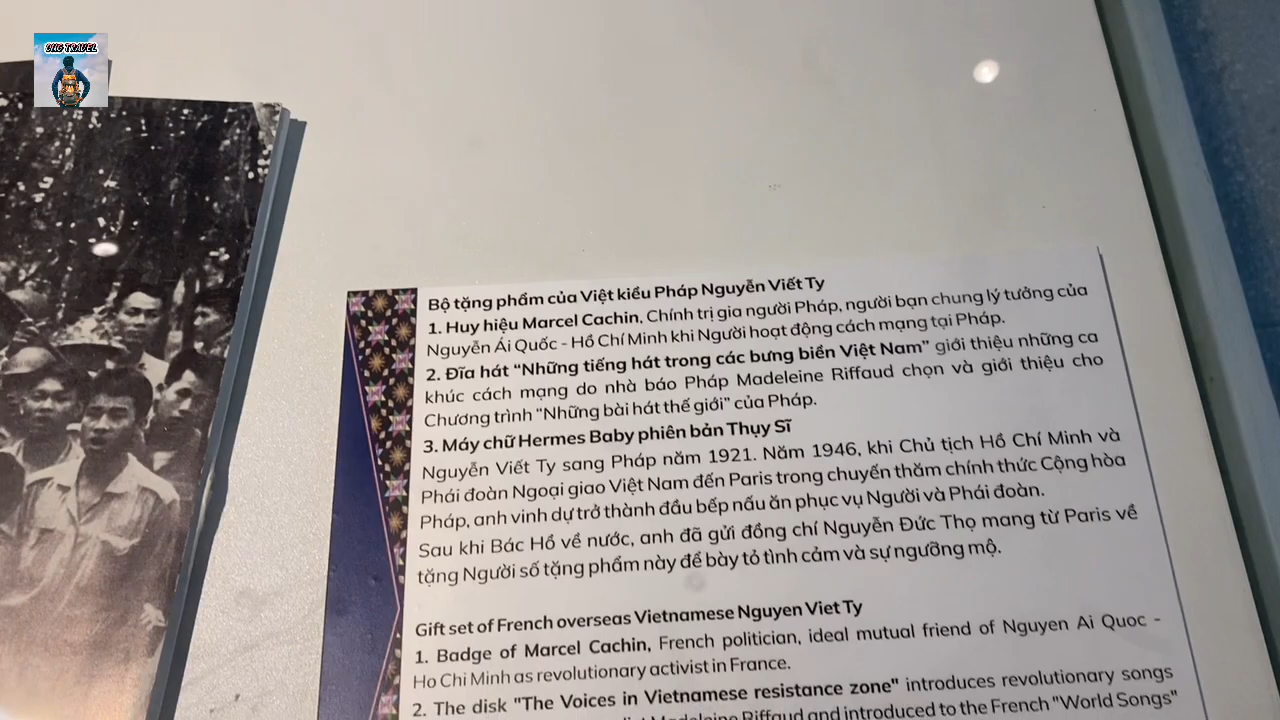 ONG TRAVEL
Bộ tặng phẩm của Việt kiều Pháp Nguyễn Viết Ty
1. Huy hiệu Marcel Cachin, Chính trị gia người Pháp, người bạn chung lý tưởng của
Nguyễn Ái Quốc - Hồ Chí Minh khi Người hoạt động cách mạng tại Pháp.
2. Đĩa hát “Những tiếng hát trong các bưng biền Việt Nam” giới thiệu những ca
khúc cách mạng do nhà báo Pháp Madeleine Riffaud chọn và giới thiệu cho
Chương trình “Những bài hát thế giới” của Pháp.
3. Máy chữ Hermes Baby phiên bản Thụy Sĩ
Nguyễn Viết Ty sang Pháp năm 1921. Năm 1946, khi Chủ tịch Hồ Chí Minh và
Phái đoàn Ngoại giao Việt Nam đến Paris trong chuyến thăm chính thức Cộng hòa
Pháp, anh vinh dự trở thành đầu bếp nấu ăn phục vụ Người và Phái đoàn.
Sau khi Bác Hồ về nước, anh đã gửi đồng chí Nguyễn Đức Thọ mang từ Paris về
tặng Người số tặng phẩm này để bày tỏ tình cảm và sự ngưỡng mộ.
Gift set of French overseas Vietnamese Nguyen Viet Ty
1. Badge of Marcel Cachin, French politician, ideal mutual friend of Nguyen Ai Quoc -
Ho Chi Minh as revolutionary activist in France.
2. The disk "The Voices in Vietnamese resistance zone" introduces revolutionary songs
Madeleine Riffaud and introduced to the French "World Songs"